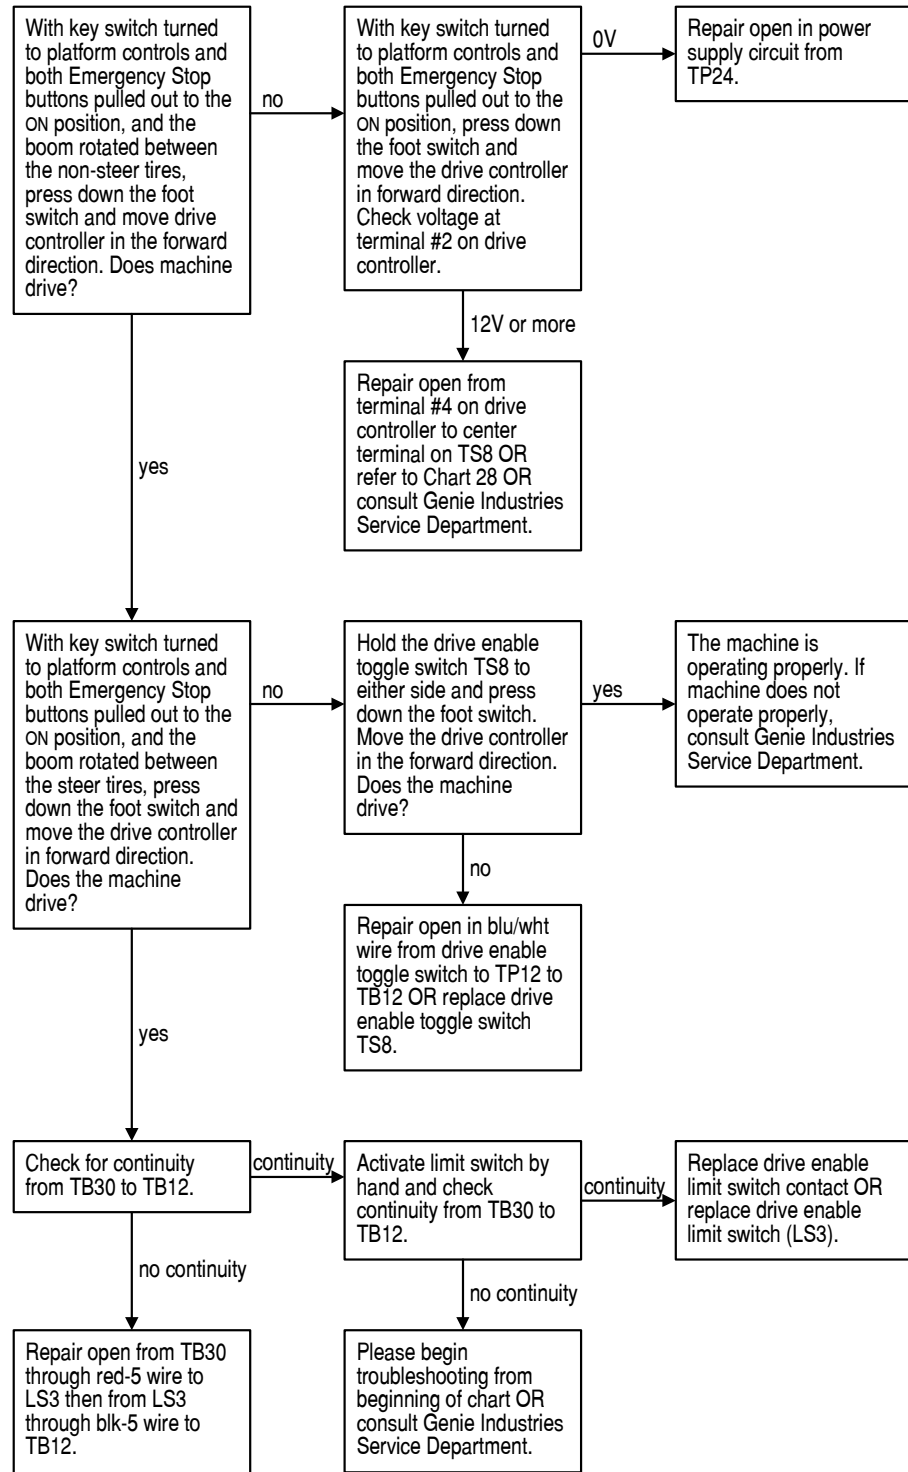 With key switch turned
to platform controls and
both Emergency Stop
buttons pulled out to the
ON position, and the
boom rotated between
the non-steer tires,
press down the foot
switch and move drive
controller in the forward
direction. Does machine
drive?
no
With key switch turned
to platform controls and
both Emergency Stop
buttons pulled out to the
ON position, press down
the foot switch and
move the drive controller
in forward direction.
Check voltage at
terminal #2 on drive
controller.
0V
Repair open in power
supply circuit from
TP24.
12V or more
Repair open from
terminal #4 on drive
controller to center
terminal on TS8 OR
refer to Chart 28 OR
consult Genie Industries
Service Department.
yes
With key switch turned
to platform controls and
both Emergency Stop
buttons pulled out to the
ON position, and the
boom rotated between
the steer tires, press
down the foot switch and
move the drive controller
in forward direction.
Does the machine
drive?
no
Hold the drive enable
toggle switch TS8 to
either side and press
down the foot switch.
Move the drive controller
in the forward direction.
Does the machine
drive?
yes
The machine is
operating properly. If
machine does not
operate properly,
consult Genie Industries
Service Department.
no
Repair open in blu/wht
wire from drive enable
toggle switch to TP12 to
TB12 OR replace drive
enable toggle switch
TS8.
yes
Check for continuity
from TB30 to TB12.
continuity
Activate limit switch by
hand and check
continuity from TB30 to
TB12.
continuity
Replace drive enable
limit switch contact OR
replace drive enable
limit switch (LS3).
no continuity
Repair open from TB30
through red-5 wire to
LS3 then from LS3
through blk-5 wire to
TB12.
no continuity
Please begin
troubleshooting from
beginning of chart OR
consult Genie Industries
Service Department.